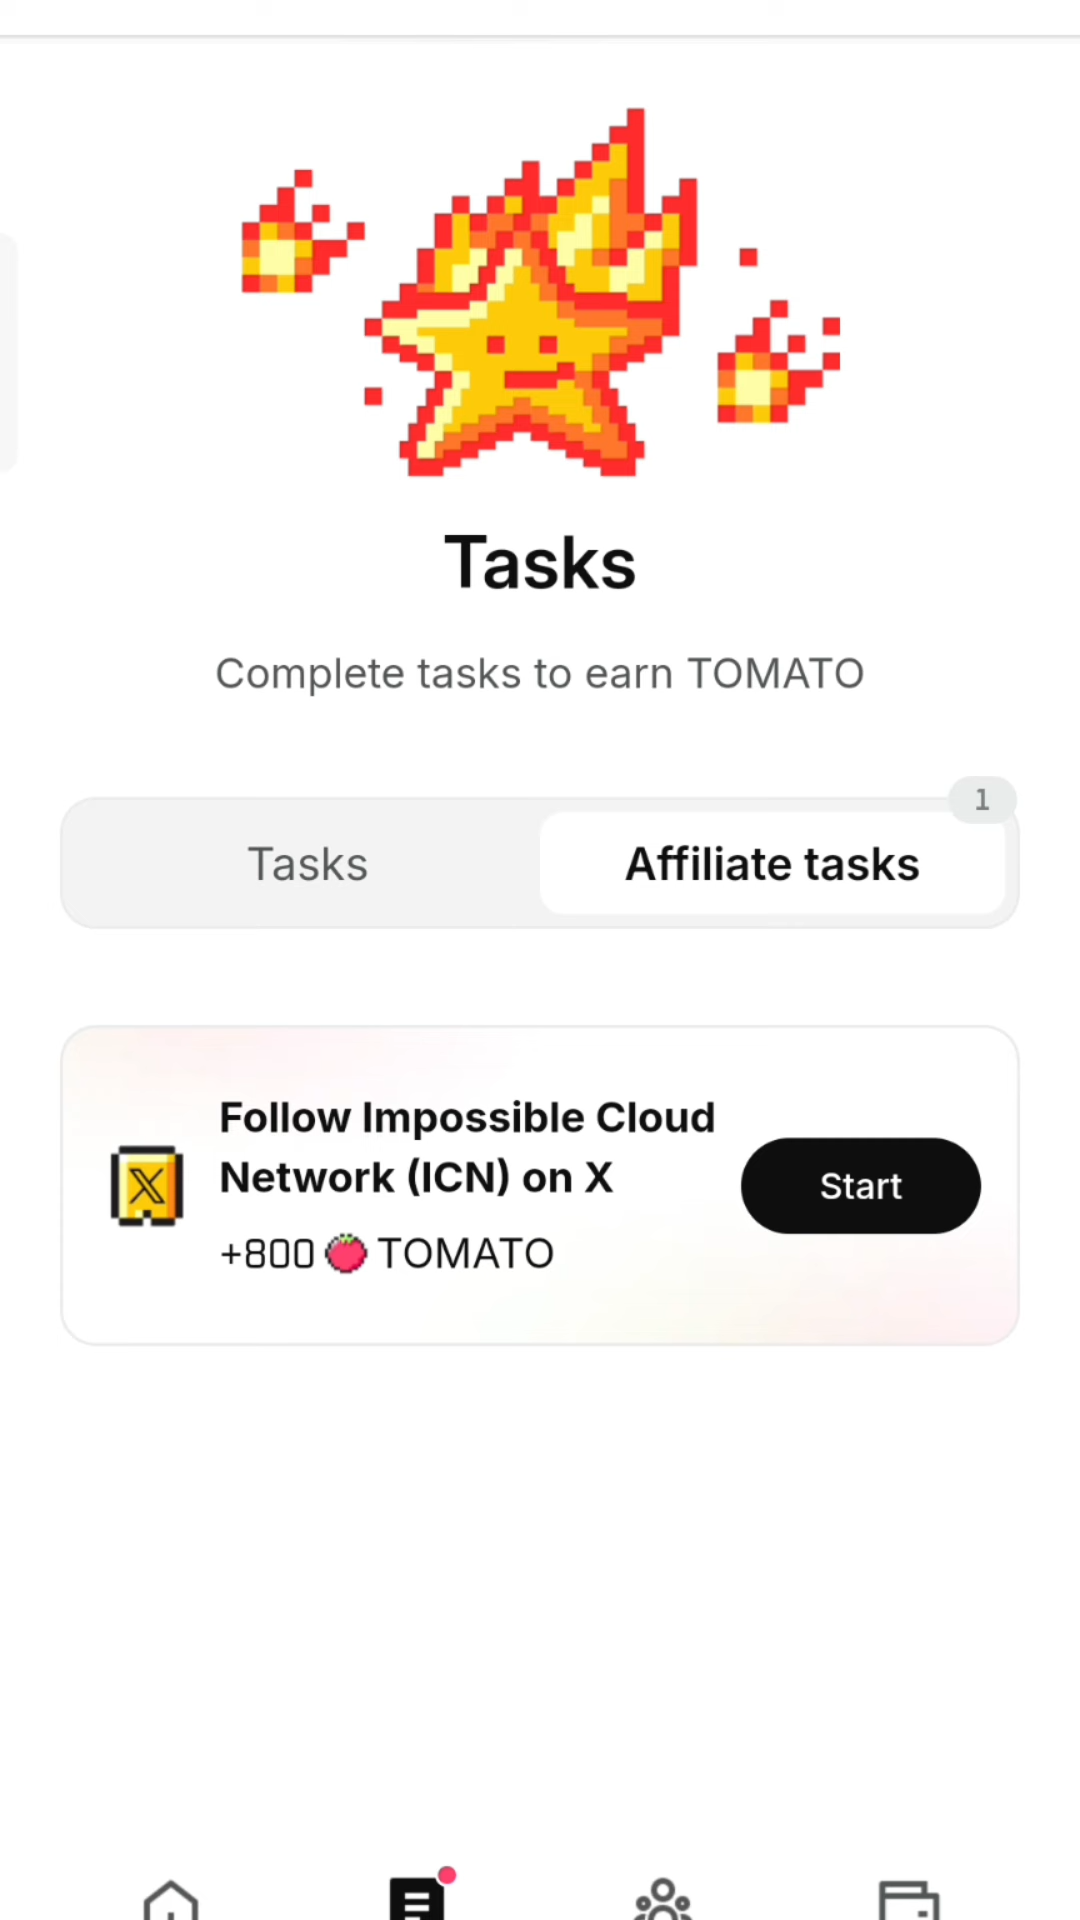 Tasks
Complete tasks to earn TOMATO
1
Tasks
Affiliate tasks
Follow Impossible Cloud
Network (ICN) on X
+800 TOMATO
Start